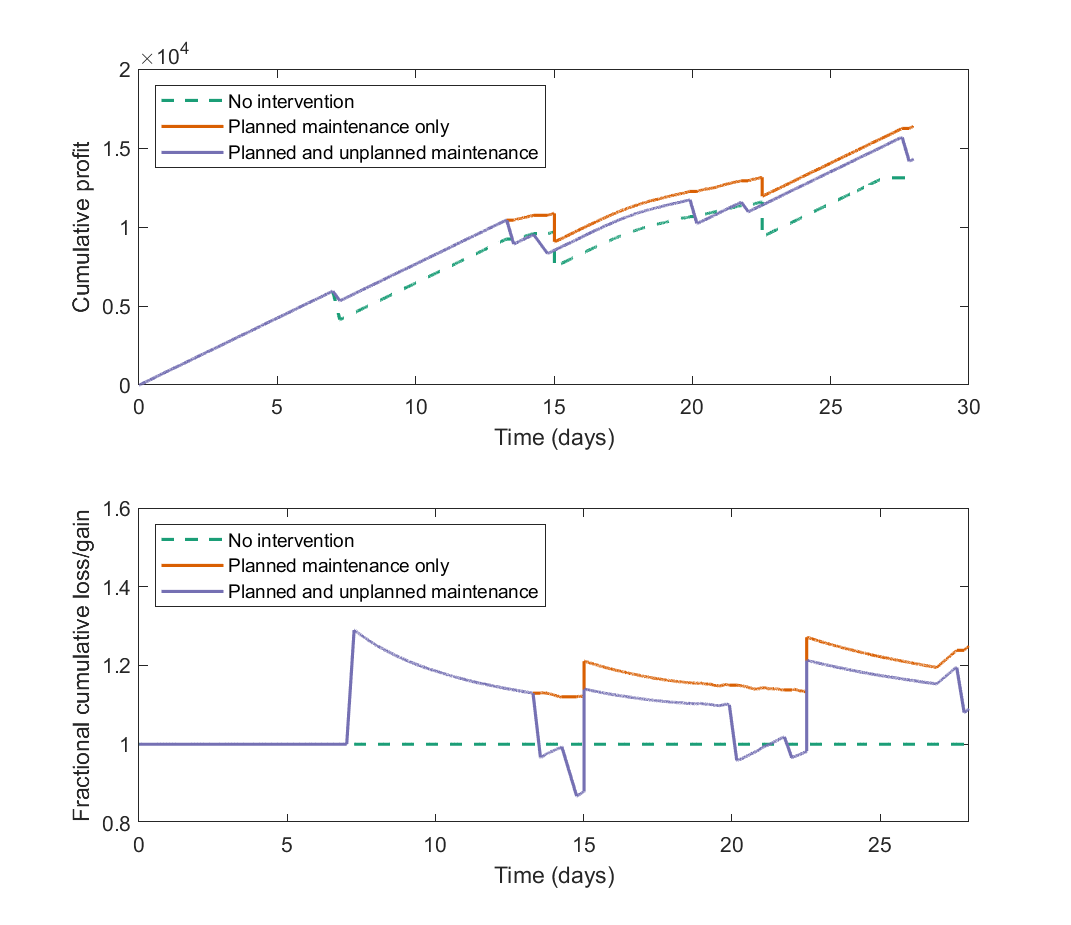 ×10⁴
2
1.5
1
0.5
0
Cumulative profit
No intervention
Planned maintenance only
Planned and unplanned maintenance
0 5 10 15 20 25 30
Time (days)
1.6
1.4
1.2
1
0.8
Fractional cumulative loss/gain
No intervention
Planned maintenance only
Planned and unplanned maintenance
0 5 10 15 20 25
Time (days)